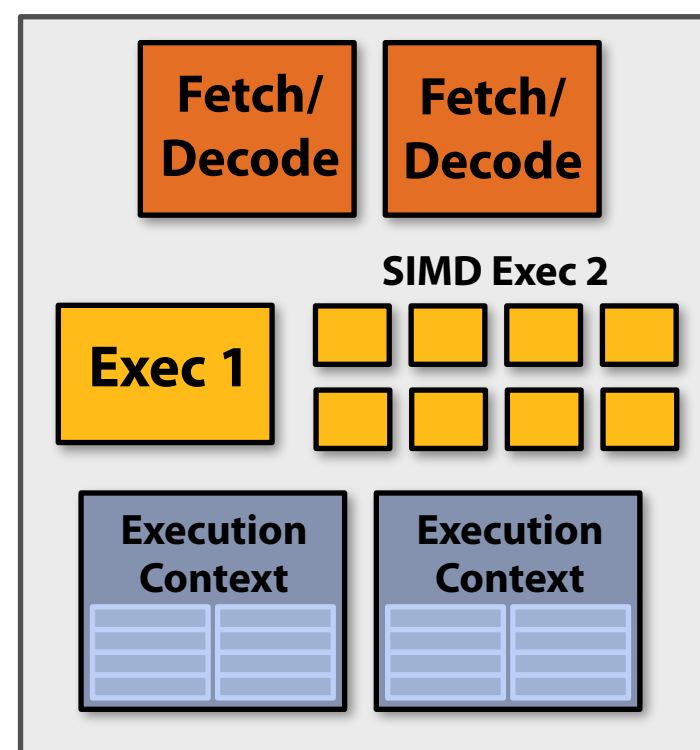 Fetch/
Decode
Fetch/
Decode
SIMD Exec 2
Exec 1
Execution
Context
Execution
Context